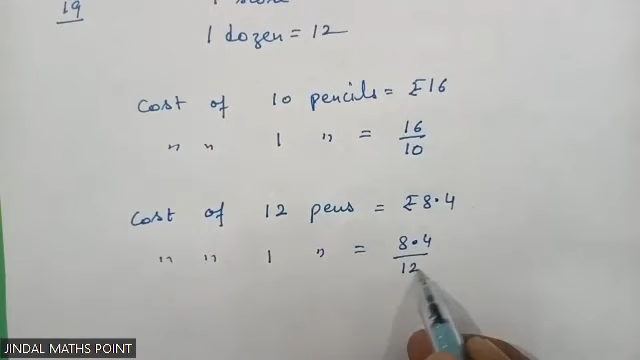 19
1 dozen = 12
Cost of 10 pencils = ₹16
" " 1 " = 16/10
Cost of 12 pens = ₹8.4
" " 1 " = 8.4/12
JINDAL MATHS POINT